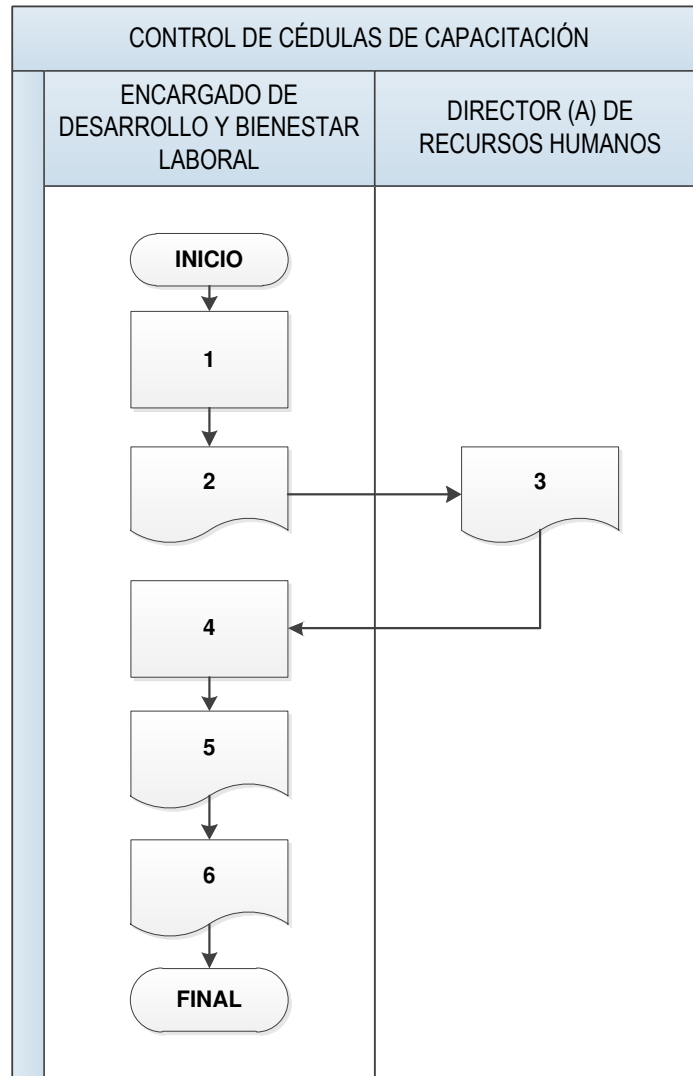 CONTROL DE CÉDULAS DE CAPACITACIÓN
ENCARGADO DE
DESARROLLO Y BIENESTAR
LABORAL
DIRECTOR (A) DE
RECURSOS HUMANOS
INICIO
1
2
3
4
5
6
FINAL